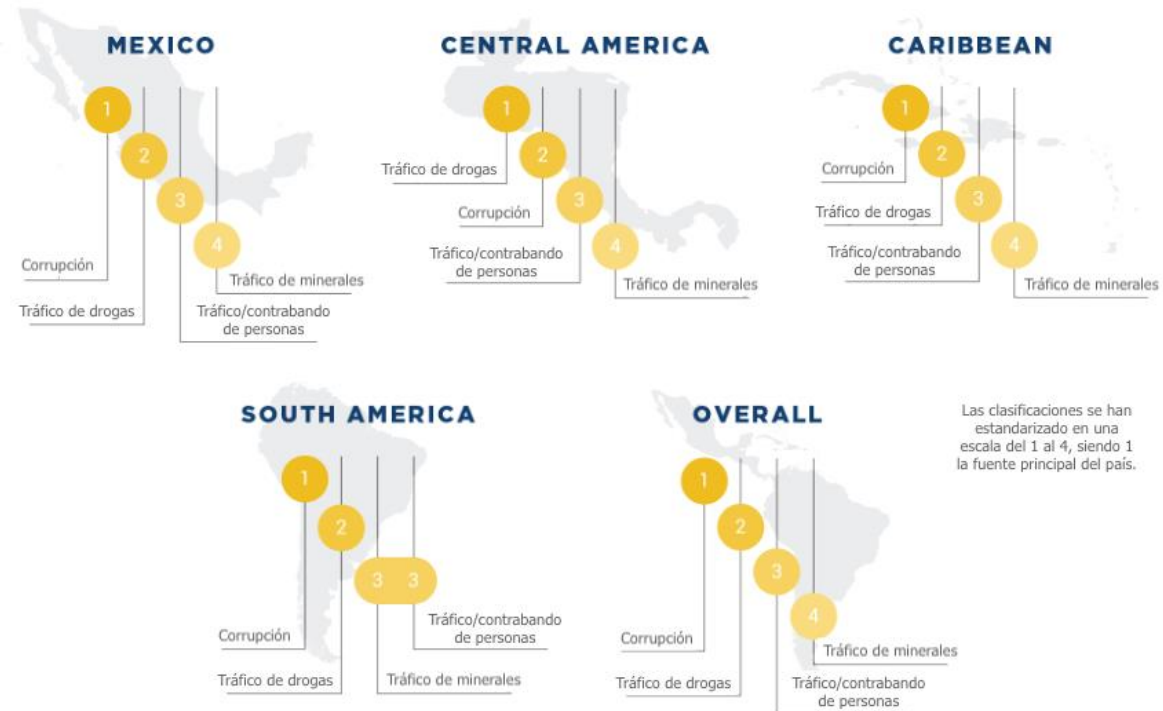 MEXICO
1
2
3
4
Corrupción
Tráfico de minerales
Tráfico de drogas
Tráfico/contrabando
de personas
CENTRAL AMERICA
1
2
3
4
Tráfico de drogas
Corrupción
Tráfico/contrabando
de personas
Tráfico de minerales
CARIBBEAN
1
2
3
4
Corrupción
Tráfico de drogas
Tráfico/contrabando
de personas
Tráfico de minerales
SOUTH AMERICA
1
2
3 3
Tráfico/contrabando
de personas
Corrupción
Tráfico de drogas
Tráfico de minerales
OVERALL
1
2
3
4
Corrupción
Tráfico de minerales
Tráfico de drogas
Tráfico/contrabando
de personas
Las clasificaciones se han
estandarizado en una
escala del 1 al 4, siendo 1
la fuente principal del país.